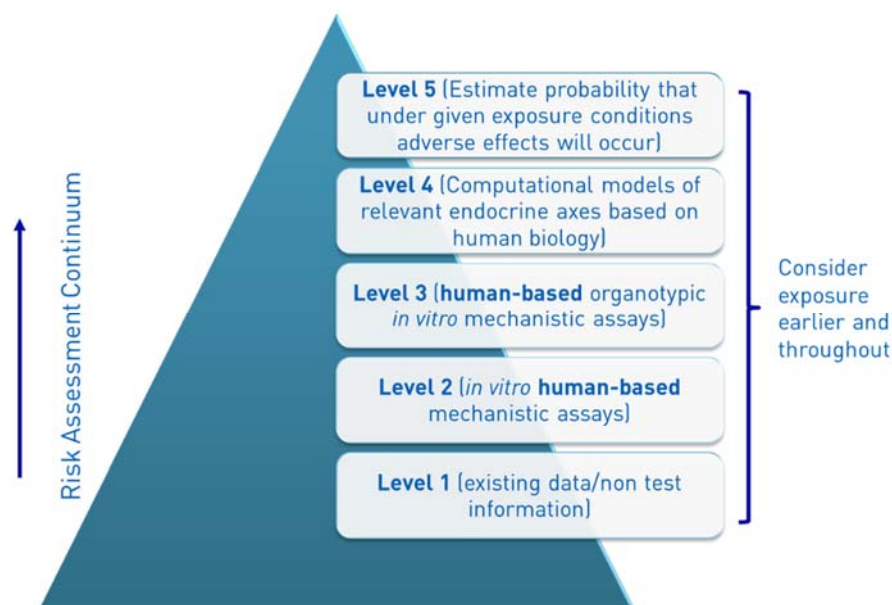 Risk Assessment Continuum
Level 5 (Estimate probability that
under given exposure conditions
adverse effects will occur)
Level 4 (Computational models of
relevant endocrine axes based on
human biology)
Level 3 (human-based organotypic
in vitro mechanistic assays)
Level 2 (in vitro human-based
mechanistic assays)
Level 1 (existing data/non test
information)
Consider
exposure
earlier and
throughout